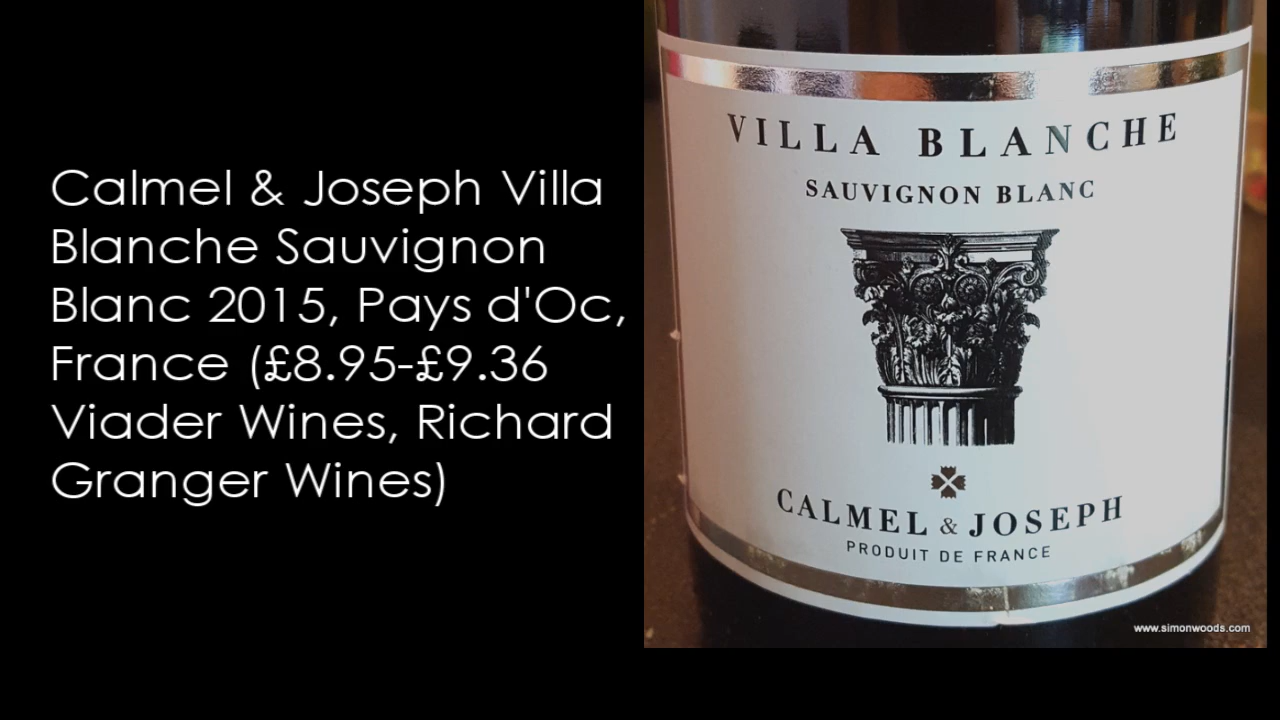 Calmel & Joseph Villa
Blanche Sauvignon
Blanc 2015, Pays d'Oc,
France (£8.95-£9.36
Viader Wines, Richard
Granger Wines)
VILLA BLANCHE
SAUVIGNON BLANC
CALMEL & JOSEPH
PRODUIT DE FRANCE
www.simonwoods.com